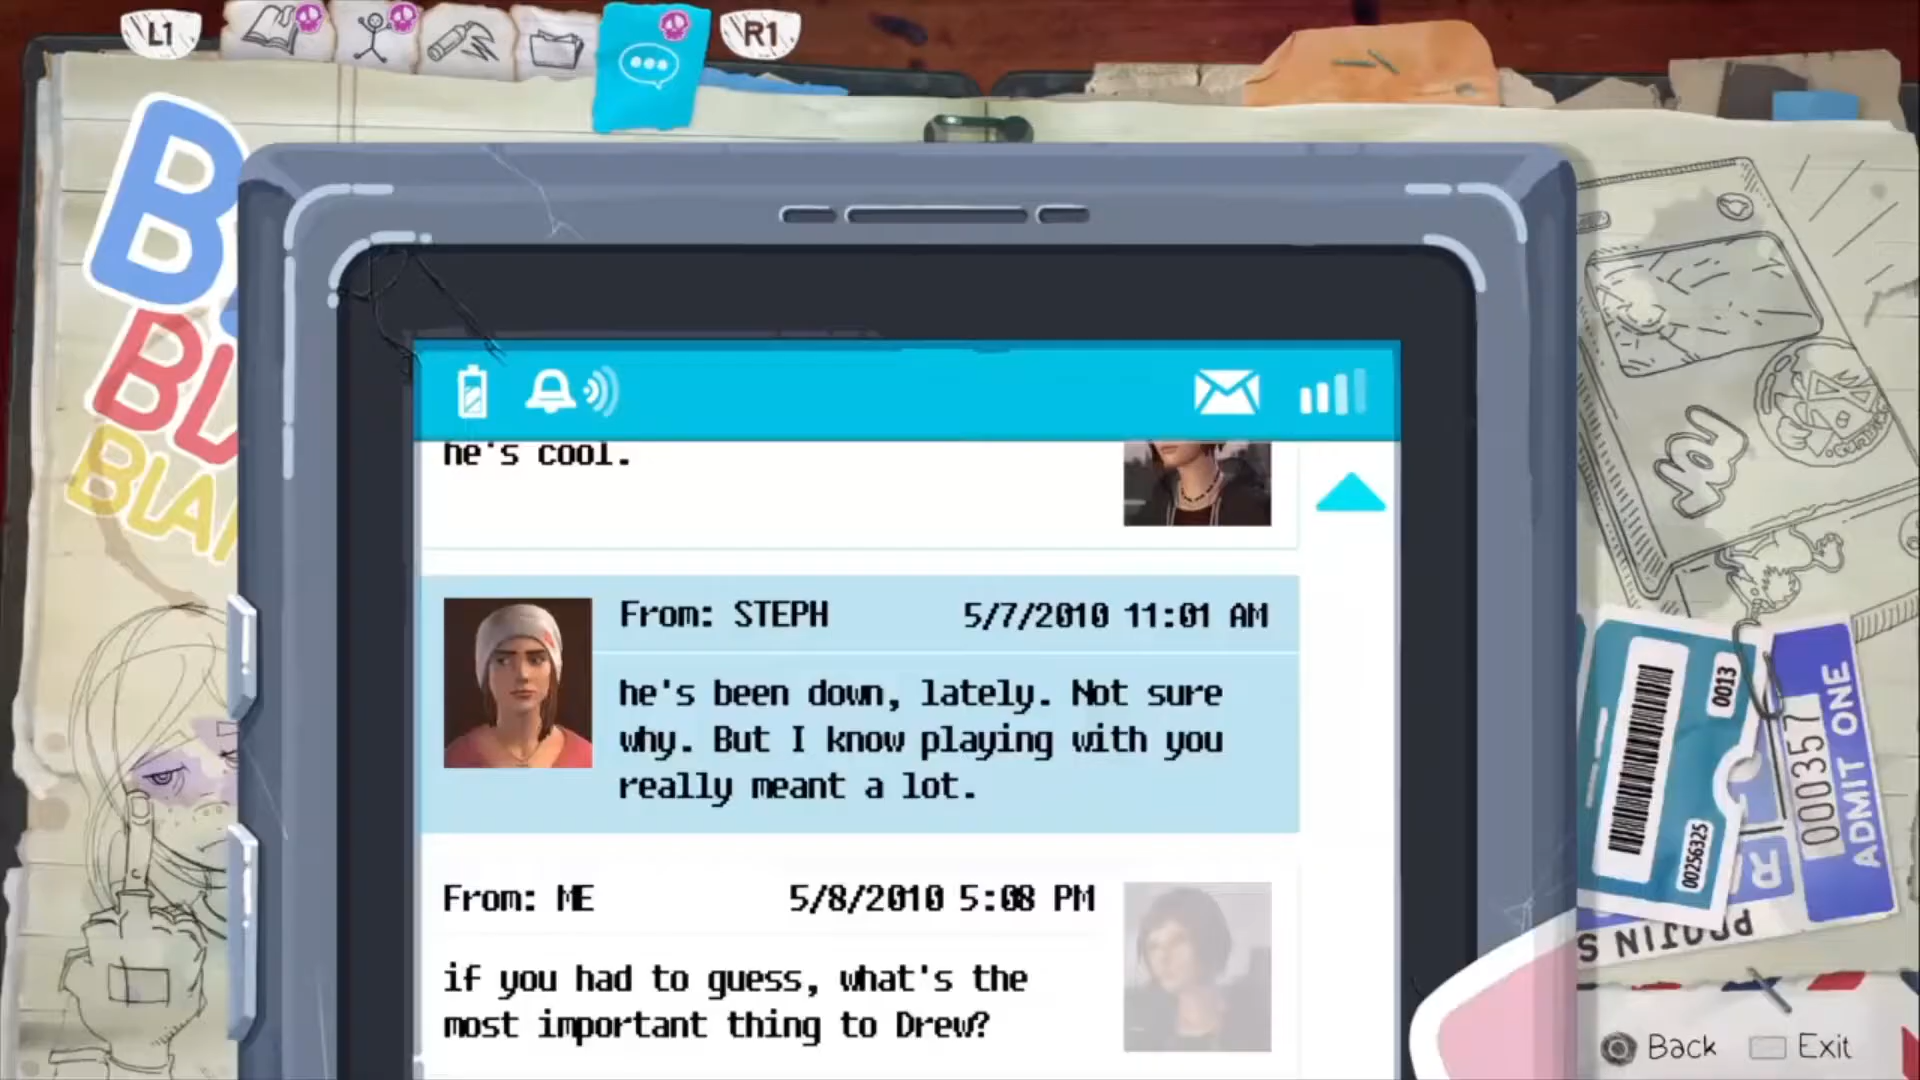 L1
R1
he's cool.
From: STEPH 5/7/2010 11:01 AM
he's been down, lately. Not sure
why. But I know playing with you
really meant a lot.
From: ME 5/8/2010 5:08 PM
if you had to guess, what's the
most important thing to Drew?
B
BL
BLA
0013
00256325
000357
ADMIT ONE
Back
Exit